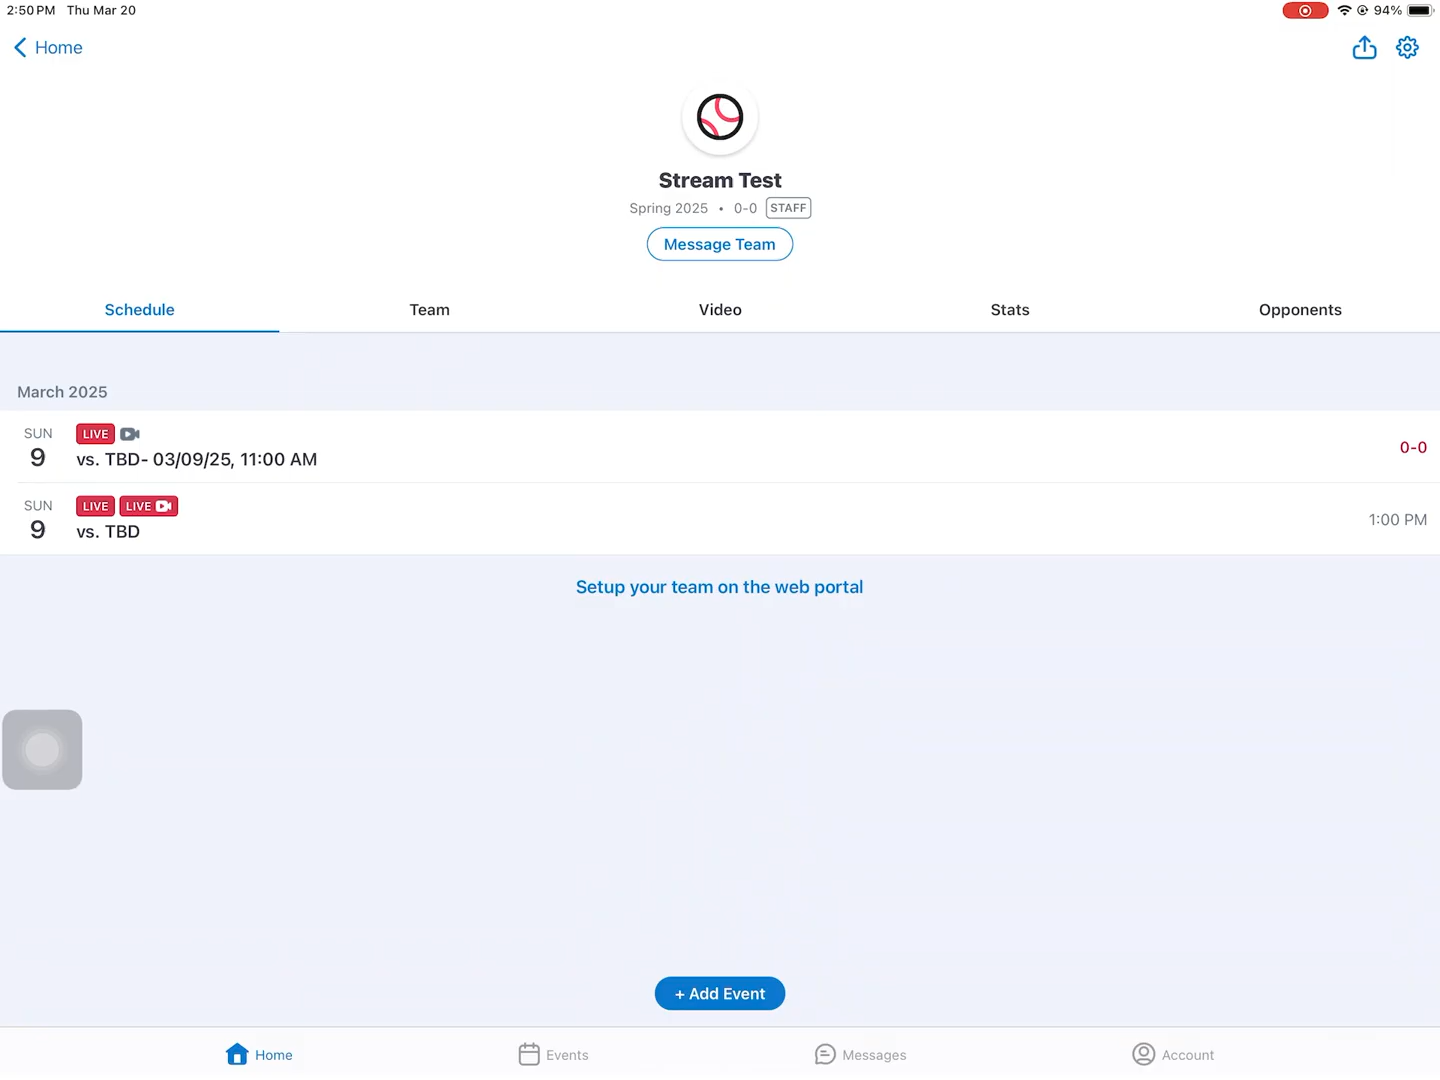 2:50 PM Thu Mar 20 94%
Home
Stream Test
Spring 2025 • 0-0 STAFF
Message Team
Schedule Team Video Stats Opponents
March 2025
SUN LIVE
9 vs. TBD- 03/09/25, 11:00 AM 0-0
SUN LIVE LIVE
9 vs. TBD 1:00 PM
Setup your team on the web portal
+ Add Event
Home Events Messages Account